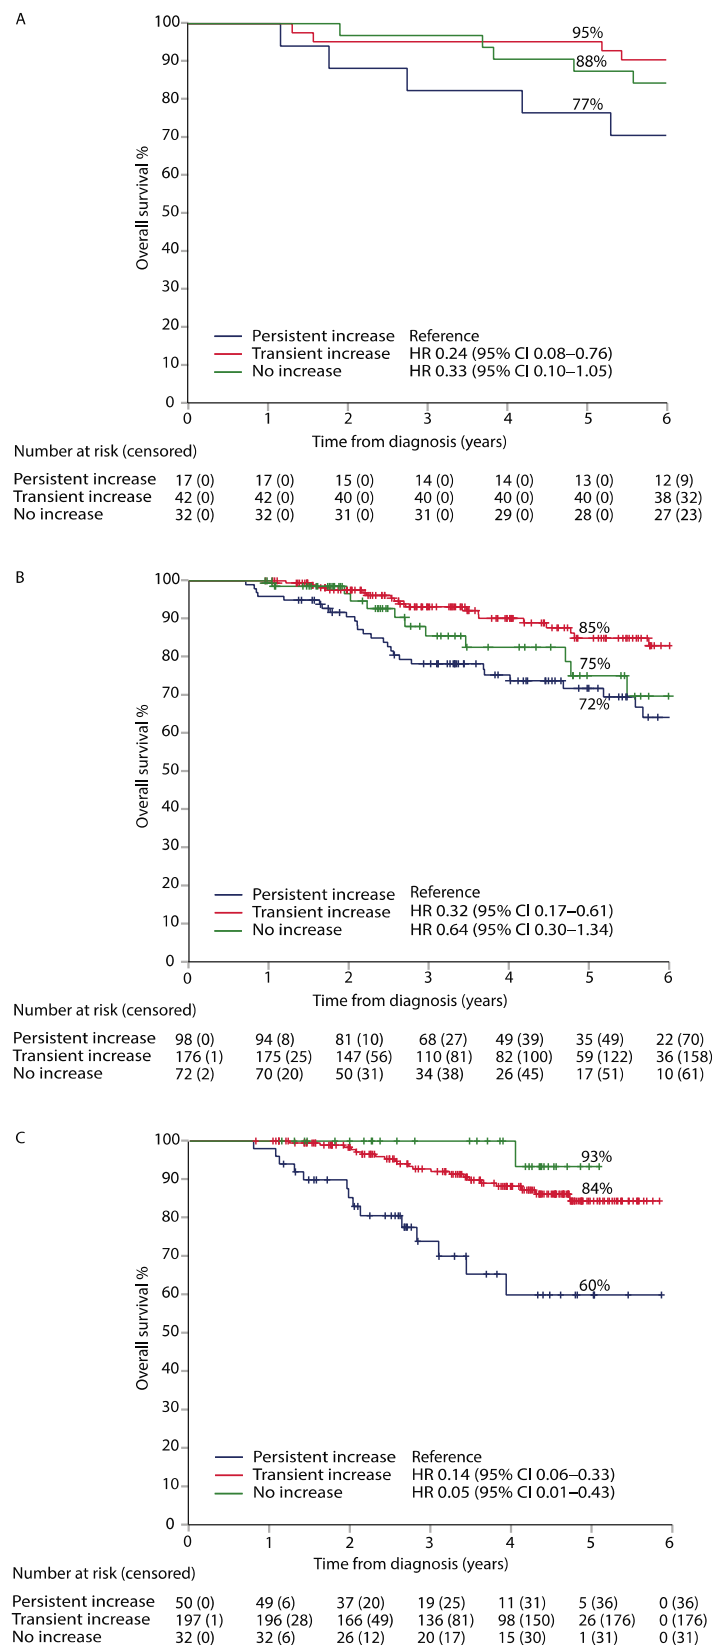 A
100
90
80
70
60
50
40
30
20
10
0
Overall survival %
95%
88%
77%
Persistent increase Reference
Transient increase HR 0.24 (95% CI 0.08–0.76)
No increase HR 0.33 (95% CI 0.10–1.05)
0 1 2 3 4 5 6
Time from diagnosis (years)
Number at risk (censored)
Persistent increase 17 (0) 17 (0) 15 (0) 14 (0) 14 (0) 13 (0) 12 (9)
Transient increase 42 (0) 42 (0) 40 (0) 40 (0) 40 (0) 40 (0) 38 (32)
No increase 32 (0) 32 (0) 31 (0) 31 (0) 29 (0) 28 (0) 27 (23)
B
100
90
80
70
60
50
40
30
20
10
0
Overall survival %
85%
75%
72%
Persistent increase Reference
Transient increase HR 0.32 (95% CI 0.17–0.61)
No increase HR 0.64 (95% CI 0.30–1.34)
0 1 2 3 4 5 6
Time from diagnosis (years)
Number at risk (censored)
Persistent increase 98 (0) 94 (8) 81 (10) 68 (27) 49 (39) 35 (49) 22 (70)
Transient increase 176 (1) 175 (25) 147 (56) 110 (81) 82 (100) 59 (122) 36 (158)
No increase 72 (2) 70 (20) 50 (31) 34 (38) 26 (45) 17 (51) 10 (61)
C
100
90
80
70
60
50
40
30
20
10
0
Overall survival %
93%
84%
60%
Persistent increase Reference
Transient increase HR 0.14 (95% CI 0.06–0.33)
No increase HR 0.05 (95% CI 0.01–0.43)
0 1 2 3 4 5 6
Time from diagnosis (years)
Number at risk (censored)
Persistent increase 50 (0) 49 (6) 37 (20) 19 (25) 11 (31) 5 (36) 0 (36)
Transient increase 197 (1) 196 (28) 166 (49) 136 (81) 98 (150) 26 (176) 0 (176)
No increase 32 (0) 32 (6) 26 (12) 20 (17) 15 (30) 1 (31) 0 (31)